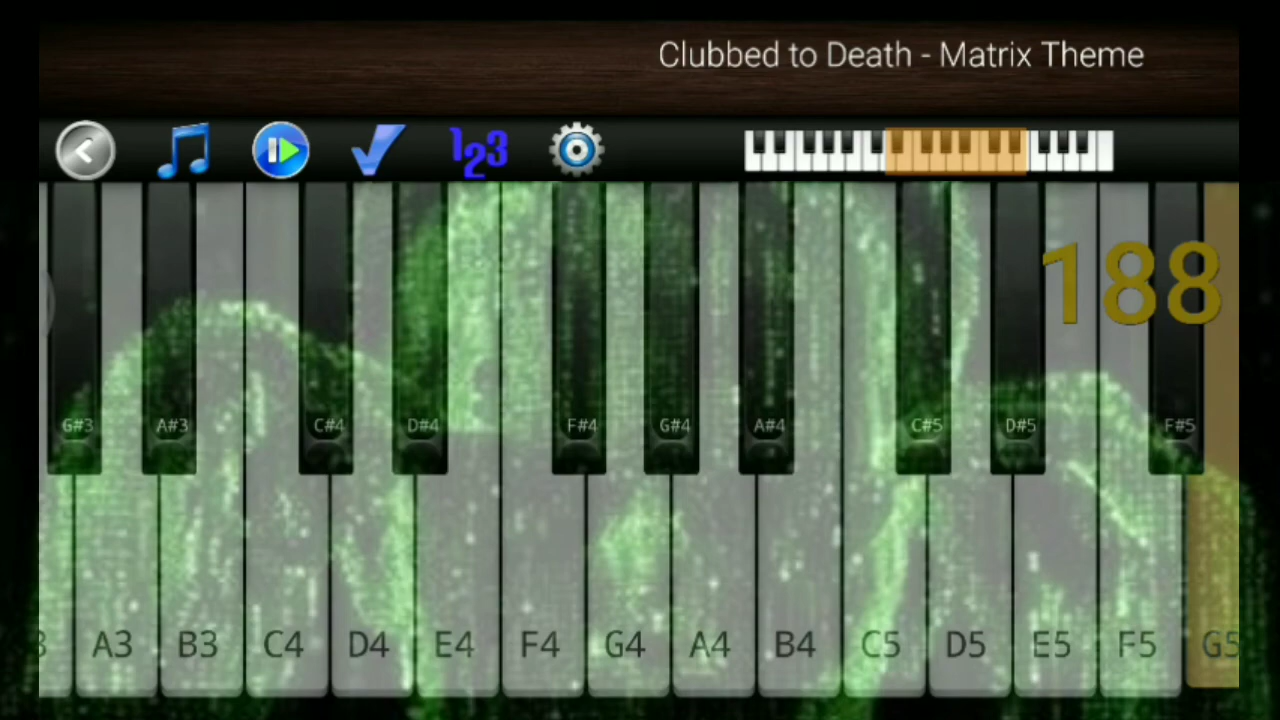 Clubbed to Death - Matrix Theme
123
188
G#3 A#3 C#4 D#4 F#4 G#4 A#4 C#5 D#5 F#5
A3 B3 C4 D4 E4 F4 G4 A4 B4 C5 D5 E5 F5 G5